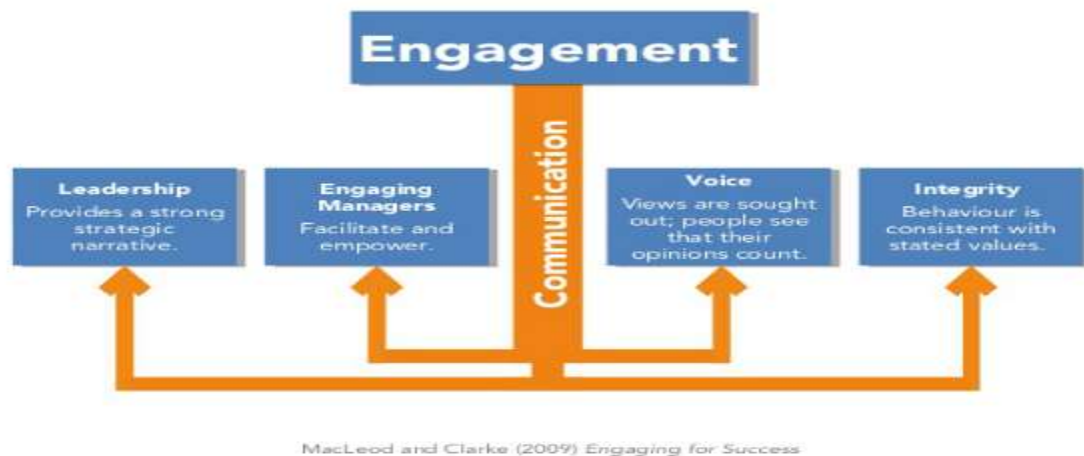 Engagement
Communication
Leadership
Provides a strong
strategic
narrative.
Engaging
Managers
Facilitate and
empower.
Voice
Views are sought
out; people see
that their
opinions count.
Integrity
Behaviour is
consistent with
stated values.
MacLeod and Clarke (2009) Engaging for Success